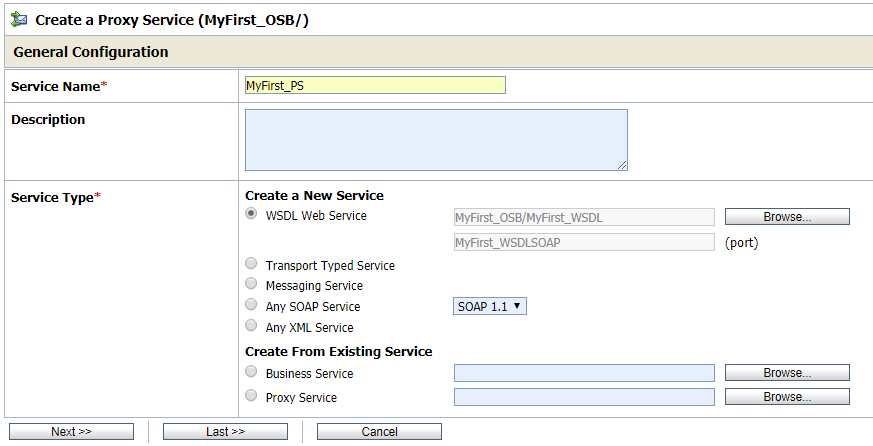 Create a Proxy Service (MyFirst_OSB/)
General Configuration
Service Name* MyFirst_PS
Description
Service Type* Create a New Service
WSDL Web Service MyFirst_OSB/MyFirst_WSDL Browse...
MyFirst_WSDLSOAP (port)
Transport Typed Service
Messaging Service
Any SOAP Service SOAP 1.1
Any XML Service
Create From Existing Service
Business Service Browse...
Proxy Service Browse...
Next >> Last >> Cancel